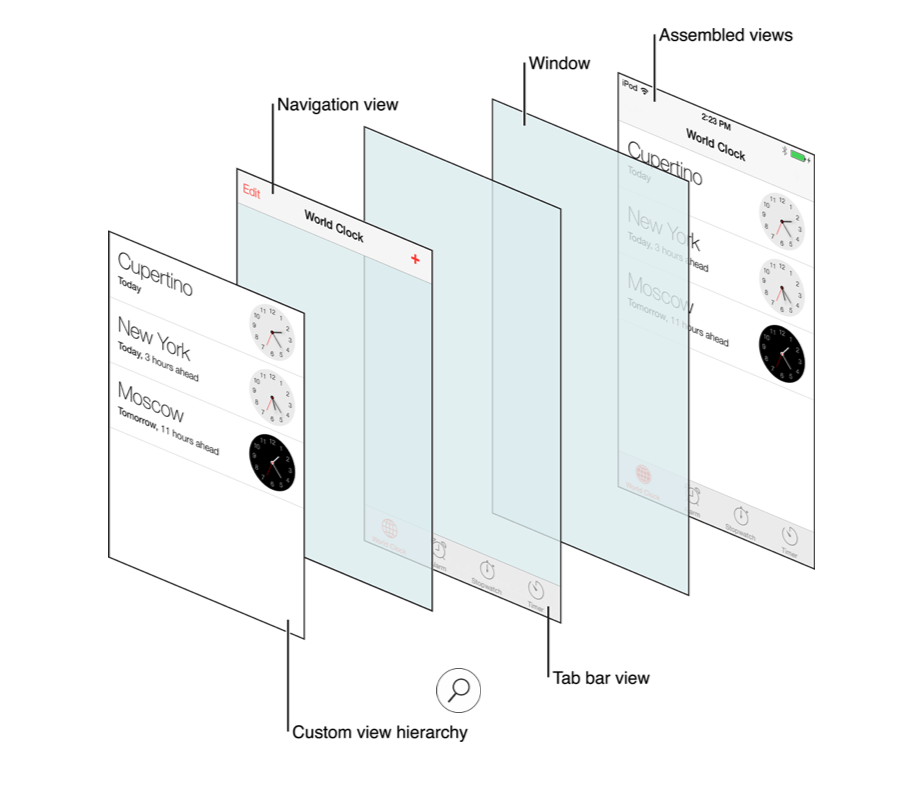 Assembled views
Window
Navigation view
iPod
2:23 PM
World Clock
Cupertino
Today
New York
Today, 3 hours ahead
Moscow
Tomorrow, 11 hours ahead
World Clock
Alarm
Stopwatch
Timer
Edit
World Clock
+
Cupertino
Today
New York
Today, 3 hours ahead
Moscow
Tomorrow, 11 hours ahead
World Clock
Alarm
Stopwatch
Timer
Tab bar view
Custom view hierarchy